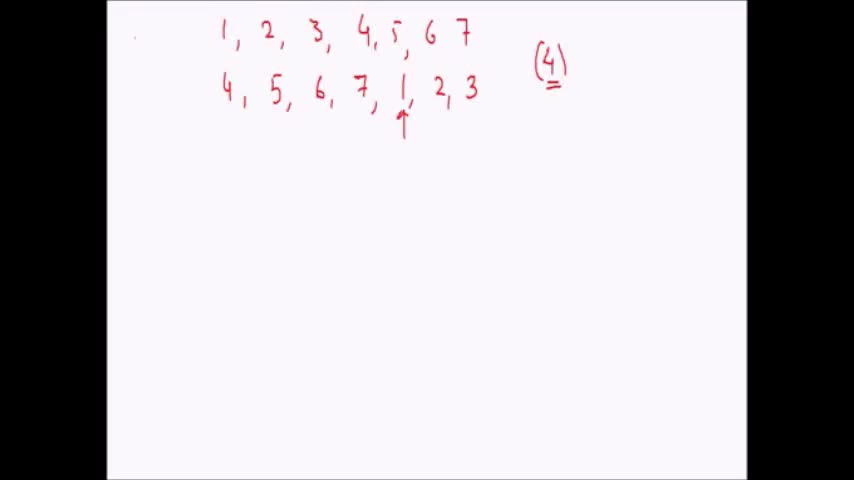 1, 2, 3, 4, 5, 6 7
4, 5, 6, 7, 1, 2, 3
(4)